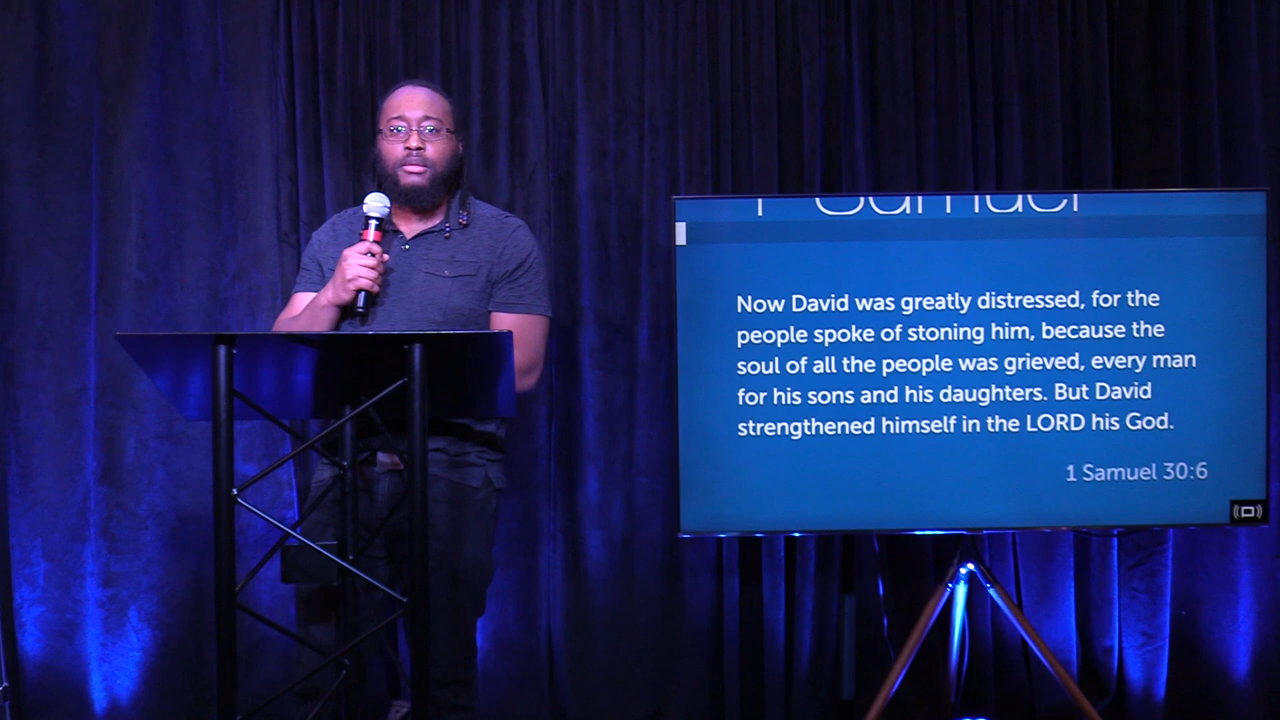 1 Samuel
Now David was greatly distressed, for the
people spoke of stoning him, because the
soul of all the people was grieved, every man
for his sons and his daughters. But David
strengthened himself in the LORD his God.
1 Samuel 30:6